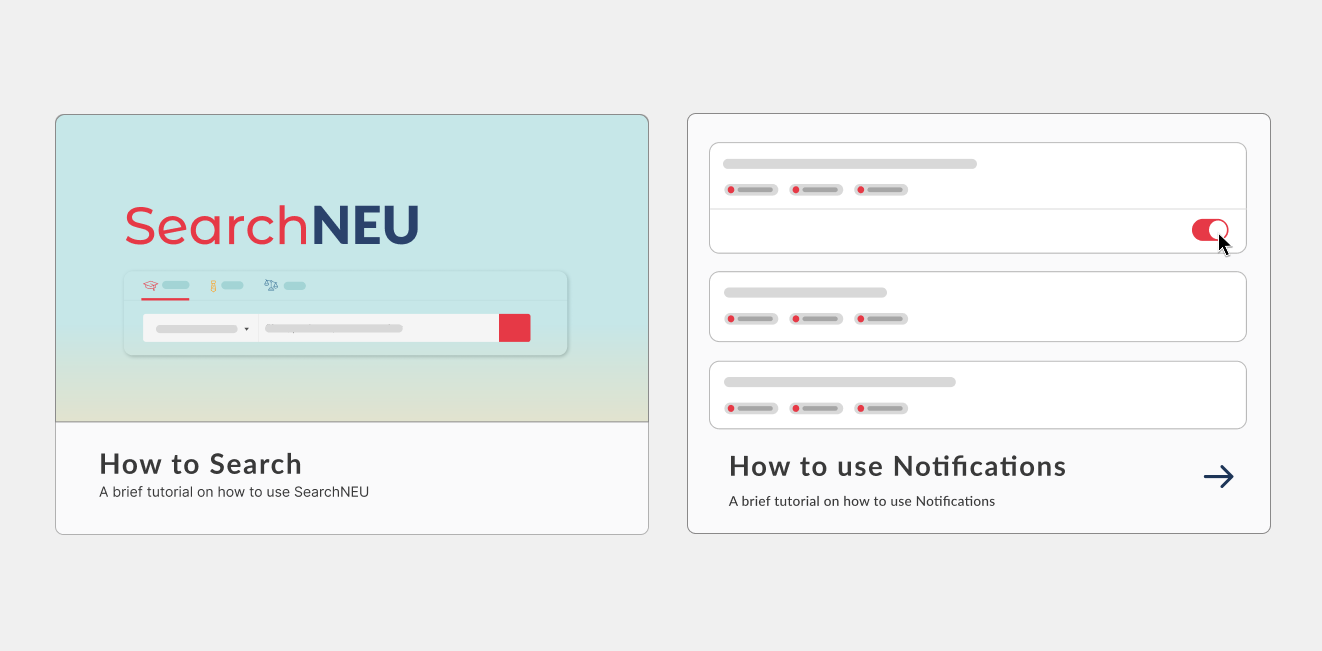 SearchNEU
How to Search
A brief tutorial on how to use SearchNEU
How to use Notifications
A brief tutorial on how to use Notifications